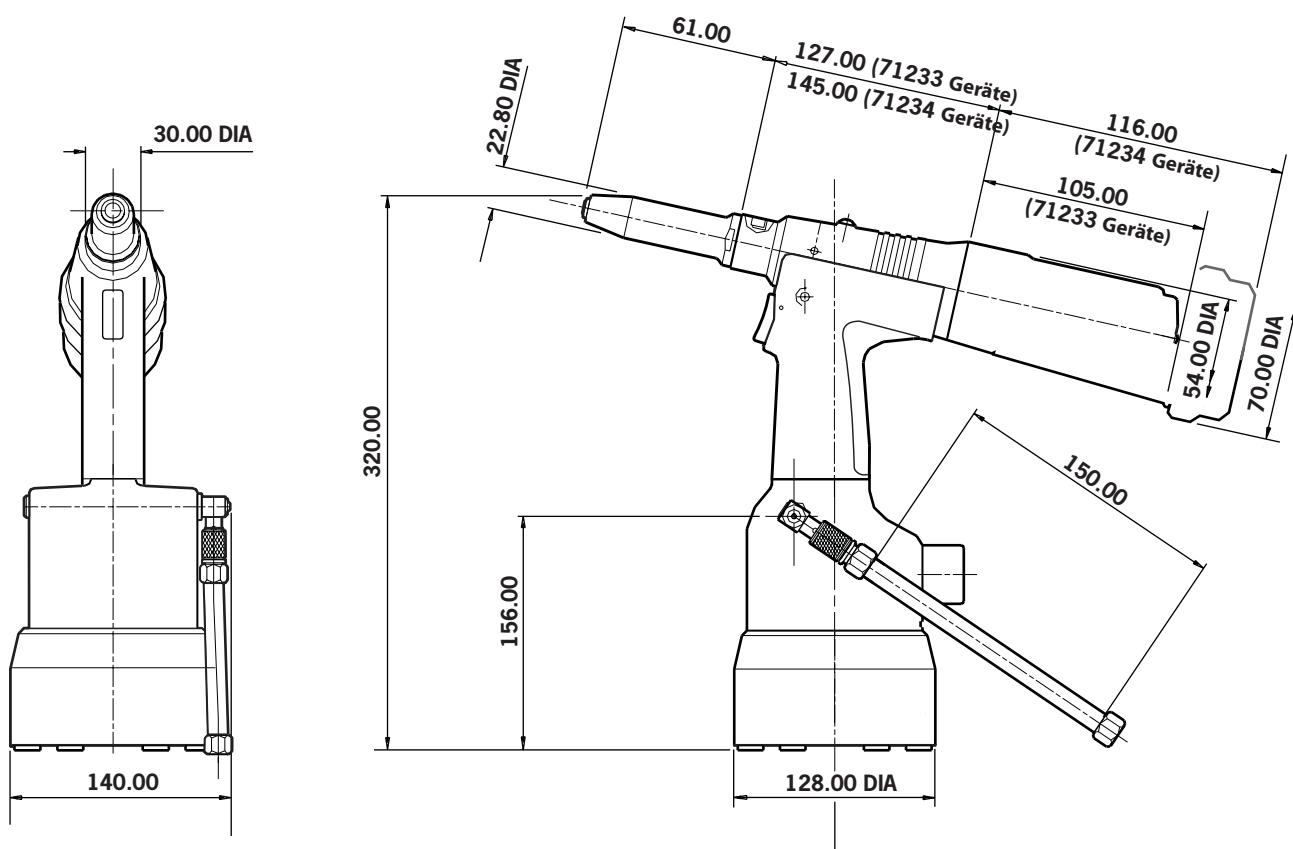 30.00 DIA
140.00
61.00
22.80 DIA
127.00 (71233 Geräte)
145.00 (71234 Geräte)
116.00
(71234 Geräte)
105.00
(71233 Geräte)
54.00 DIA
70.00 DIA
320.00
156.00
150.00
128.00 DIA